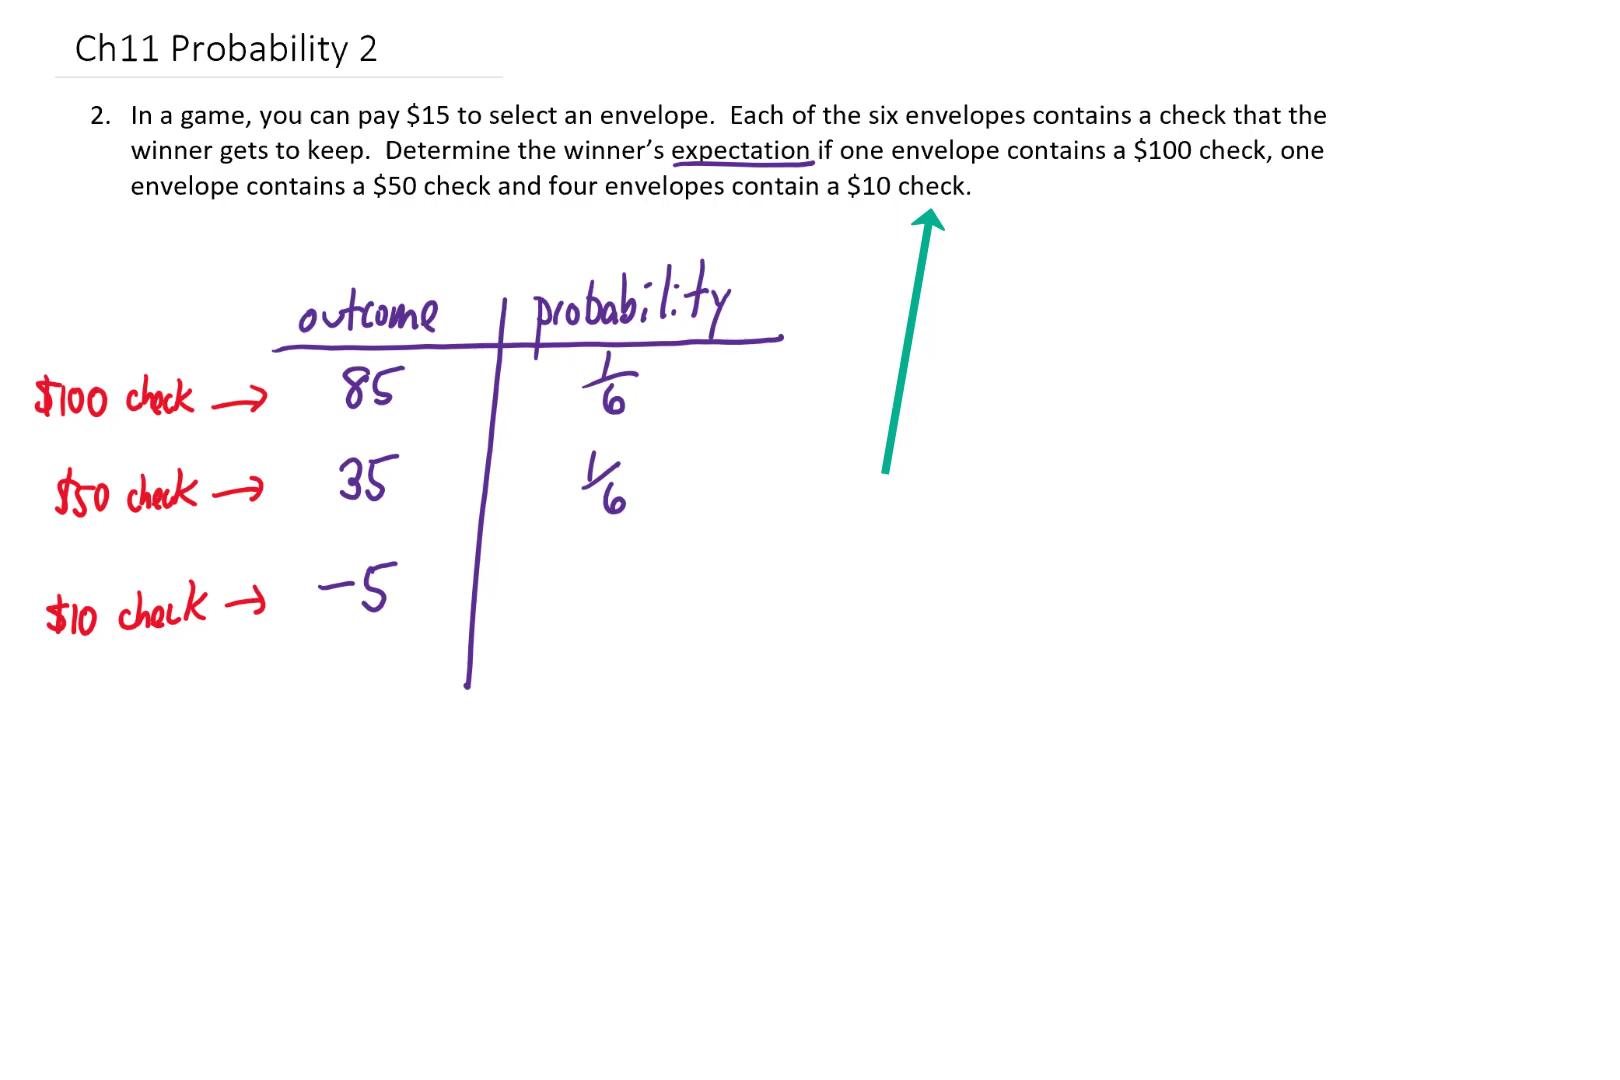 Ch11 Probability 2
2. In a game, you can pay $15 to select an envelope. Each of the six envelopes contains a check that the
winner gets to keep. Determine the winner’s expectation if one envelope contains a $100 check, one
envelope contains a $50 check and four envelopes contain a $10 check.
outcome probability
$100 check → 85 1/6
$50 check → 35 1/6
$10 check → -5